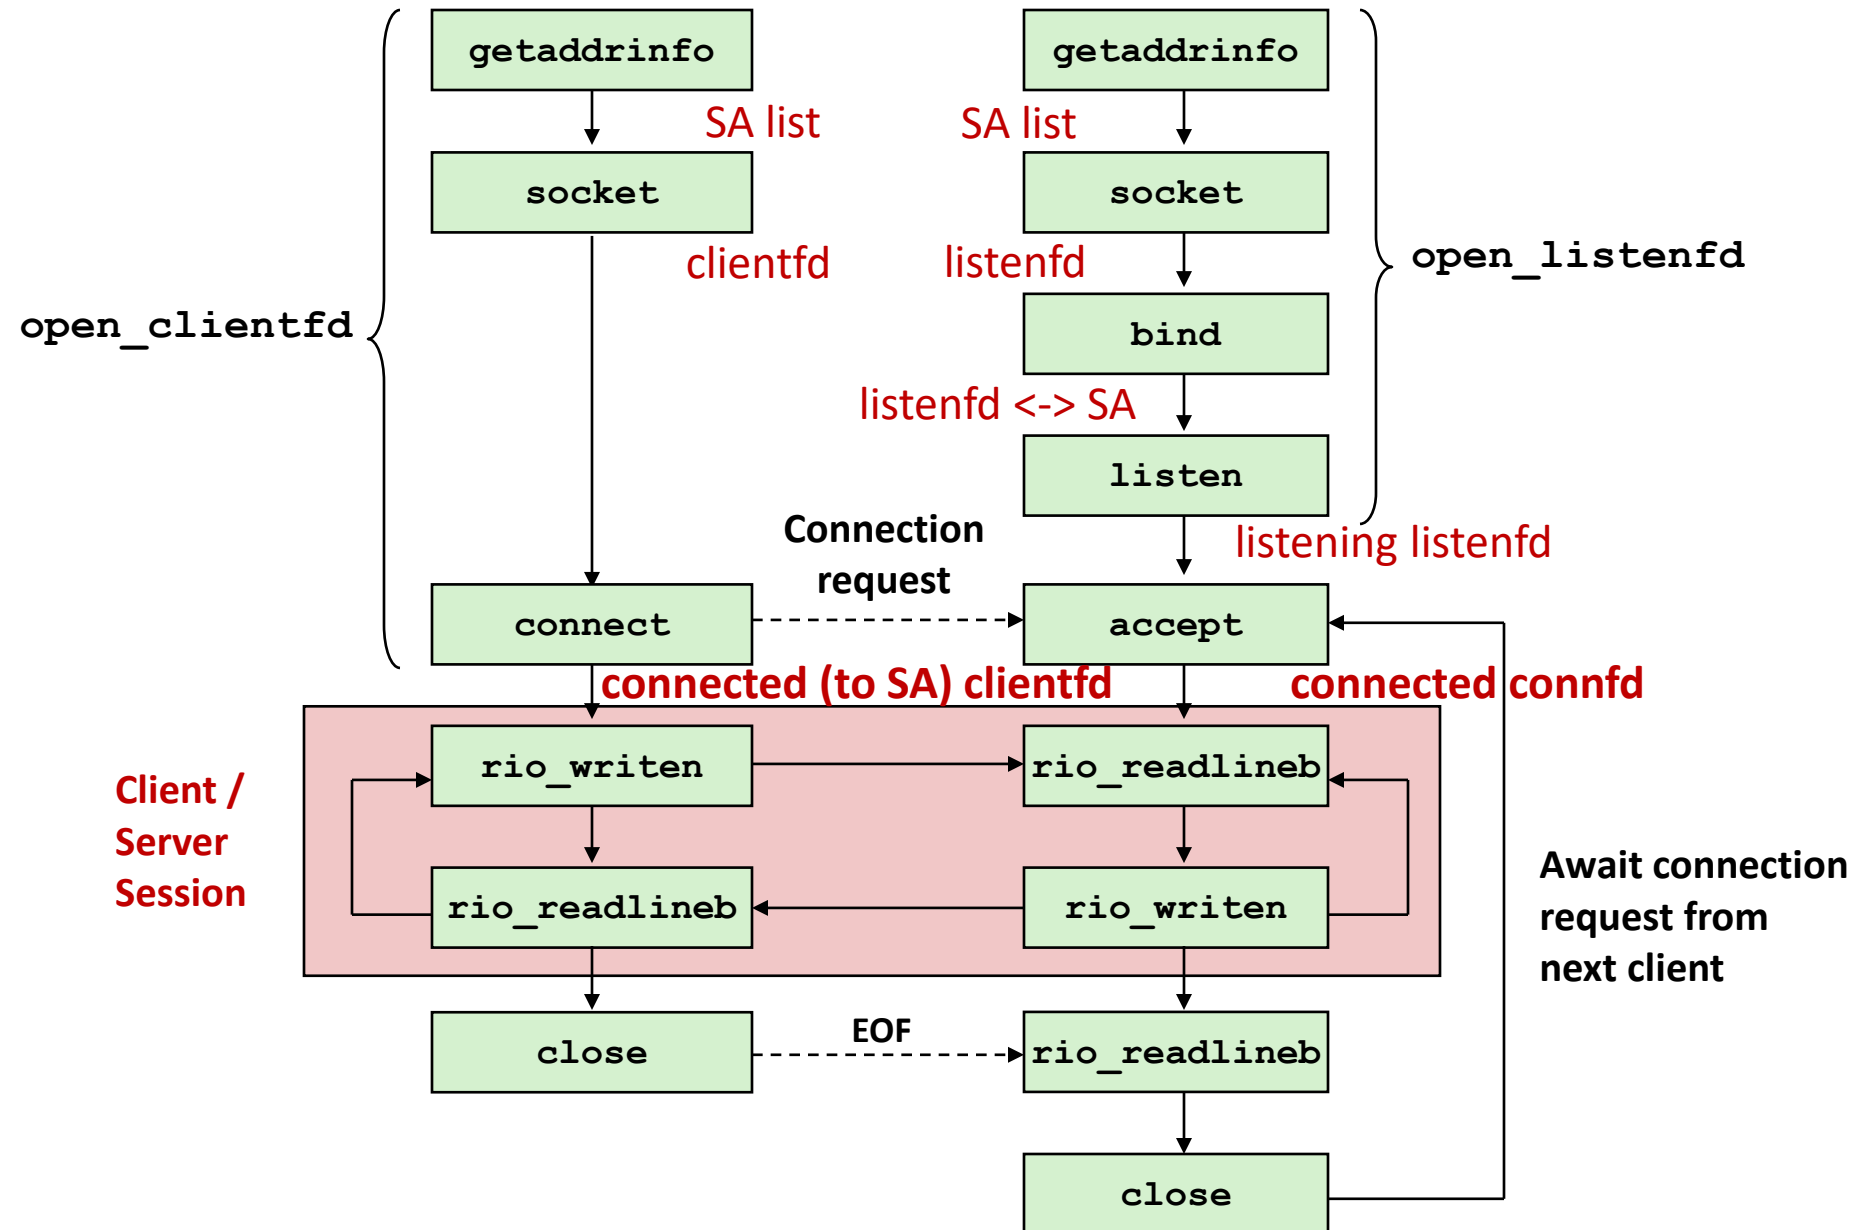 getaddrinfo
getaddrinfo
SA list
SA list
socket
socket
clientfd
listenfd
open_listenfd
open_clientfd
bind
listenfd <-> SA
listen
Connection
request
listening listenfd
connect
accept
connected (to SA) clientfd
connected connfd
Client /
Server
Session
rio_writen
rio_readlineb
rio_readlineb
rio_writen
Await connection
request from
next client
close
EOF
rio_readlineb
close